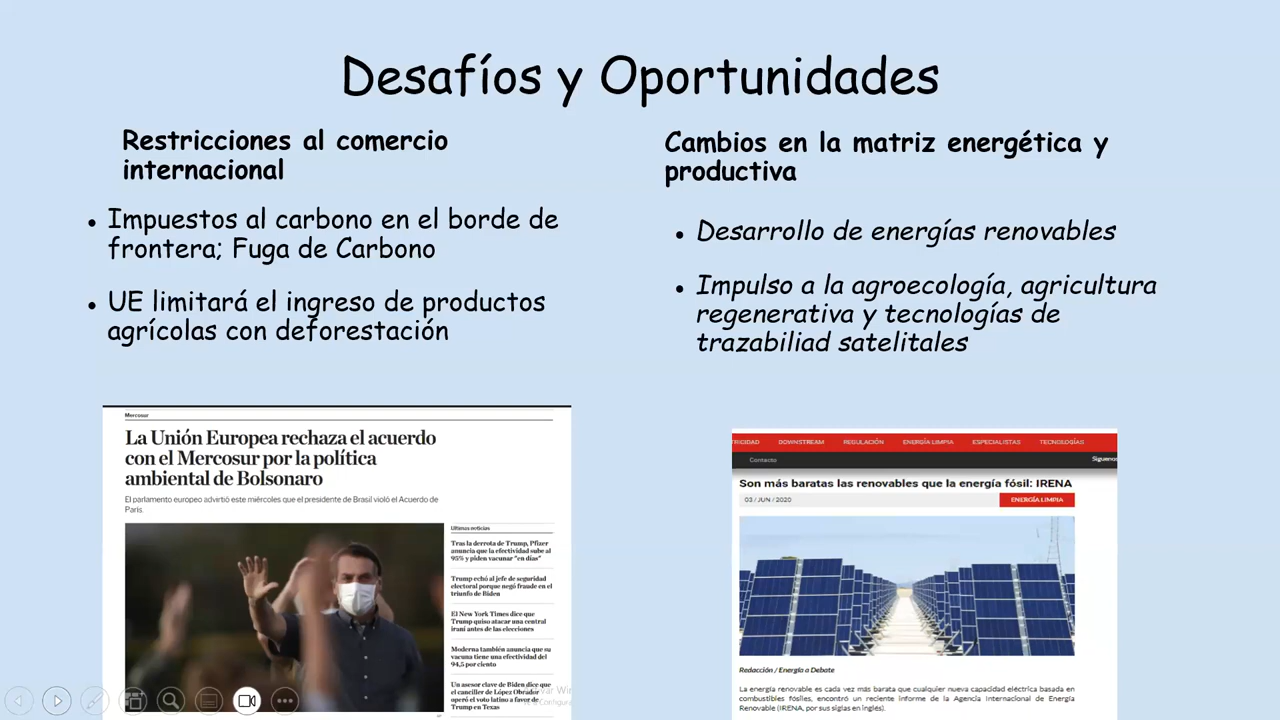 Desafíos y Oportunidades
Restricciones al comercio
internacional
• Impuestos al carbono en el borde de
frontera; Fuga de Carbono
• UE limitará el ingreso de productos
agrícolas con deforestación
Cambios en la matriz energética y
productiva
• Desarrollo de energías renovables
• Impulso a la agroecología, agricultura
regenerativa y tecnologías de
trazabiliad satelitales
Mercosur
La Unión Europea rechaza el acuerdo
con el Mercosur por la política
ambiental de Bolsonaro
El parlamento europeo advirtió este miércoles que el presidente de Brasil violó el Acuerdo de
París.
Ultimas noticias
Tras la derrota de Trump, Pfizer
anuncia que la efectividad sube al
95% y piden vacunar "en días"
Trump echó al jefe de seguridad
electoral porque negó fraude en el
triunfo de Biden
El New York Times dice que
Trump quiso atacar una central
iraní antes de las elecciones
Moderna también anuncia que su
vacuna tiene una efectividad del
94,5 por ciento
Un asesor clave de Biden dice que
el canciller de López Obrador
operó el voto latino a favor de
Trump en Texas
TRICIDAD DOWNSTREAM REGULACIÓN ENERGÍA LIMPIA ESPECIALISTAS TECNOLOGÍAS
Contacto Síguenos
Son más baratas las renovables que la energía fósil: IRENA
03 / JUN / 2020 ENERGÍA LIMPIA
Redacción / Energía a Debate
La energía renovable es cada vez más barata que cualquier nueva capacidad eléctrica basada en
combustibles fósiles, encontró un reciente informe de la Agencia Internacional de Energía
Renovable (IRENA, por sus siglas en inglés).